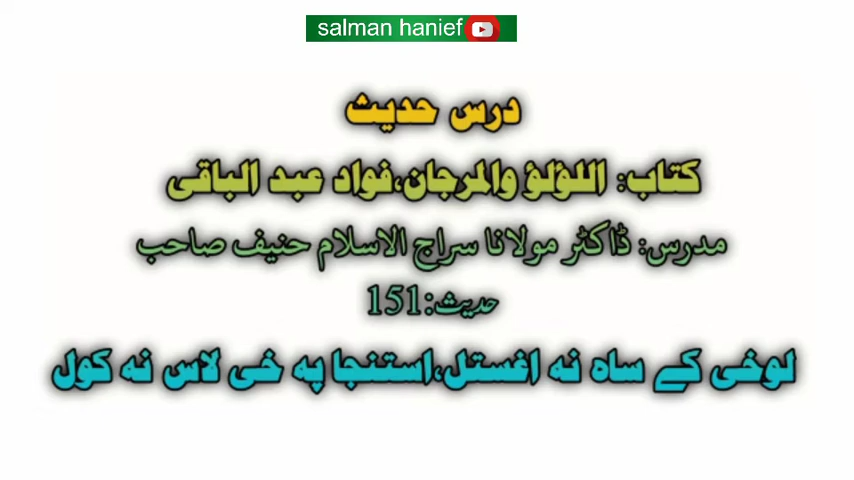 salman hanief
درس حدیث
کتاب: اللؤلؤ والمرجان،فواد عبد الباقی
مدرس: ڈاکٹر مولانا سراج الاسلام حنیف صاحب
حدیث:151
لوخی کے ساہ نہ اغستل،استنجا پہ خی لاس نہ کول